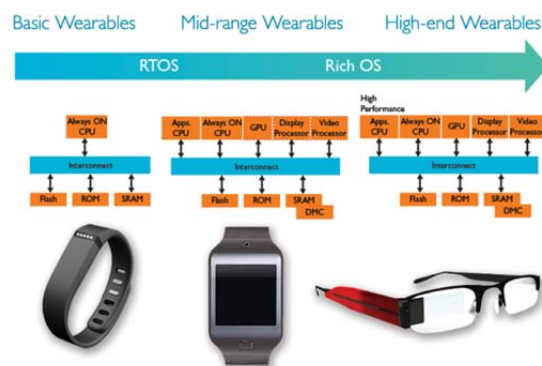 Basic Wearables
Mid-range Wearables
High-end Wearables
RTOS
Rich OS
Always ON
CPU
Interconnect
Flash
ROM
SRAM
Apps.
CPU
Always ON
CPU
GPU
Display
Processor
Video
Processor
Interconnect
Flash
ROM
SRAM
DMC
High
Performance
Apps.
CPU
Always ON
CPU
GPU
Display
Processor
Video
Processor
Interconnect
Flash
ROM
SRAM
DMC